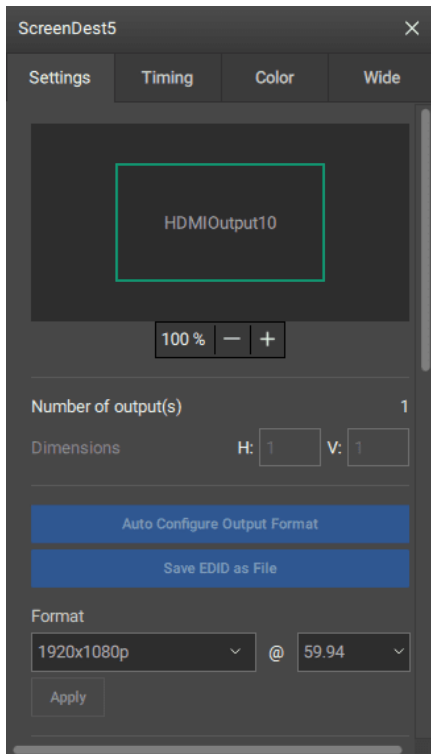 ScreenDest5
Settings Timing Color Wide
HDMIOutput10
100 %
Number of output(s) 1
Dimensions H: 1 V: 1
Auto Configure Output Format
Save EDID as File
Format
1920x1080p @ 59.94
Apply